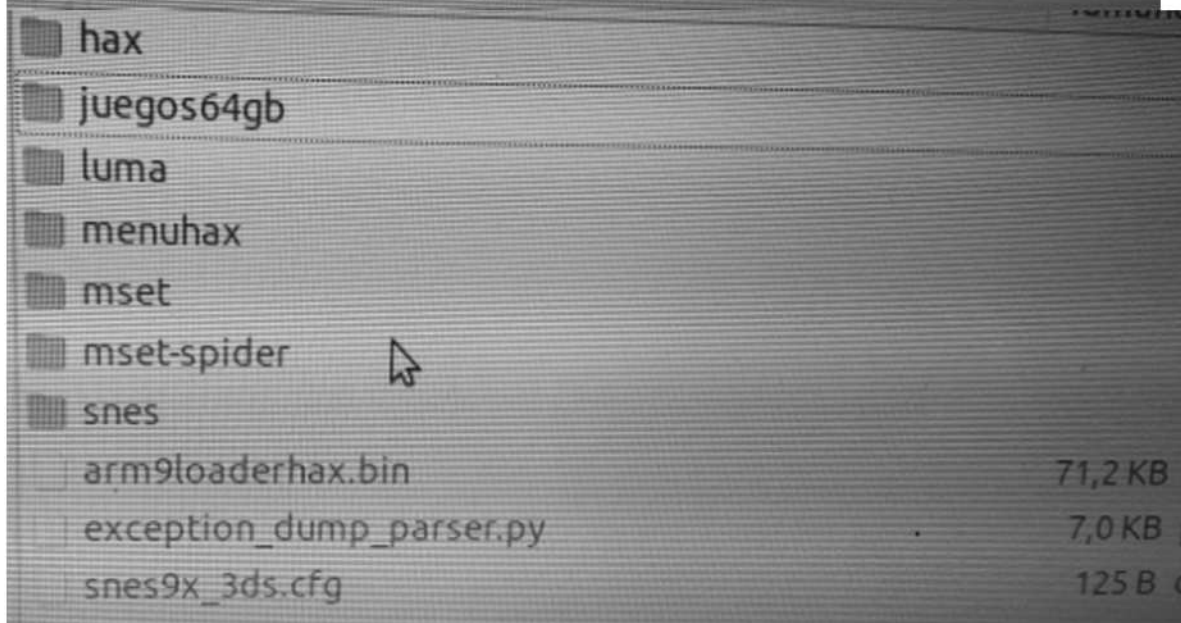 hax
juegos64gb
luma
menuhax
mset
mset-spider
snes
arm9loaderhax.bin 71,2 KB
exception_dump_parser.py 7,0 KB
snes9x_3ds.cfg 125 B